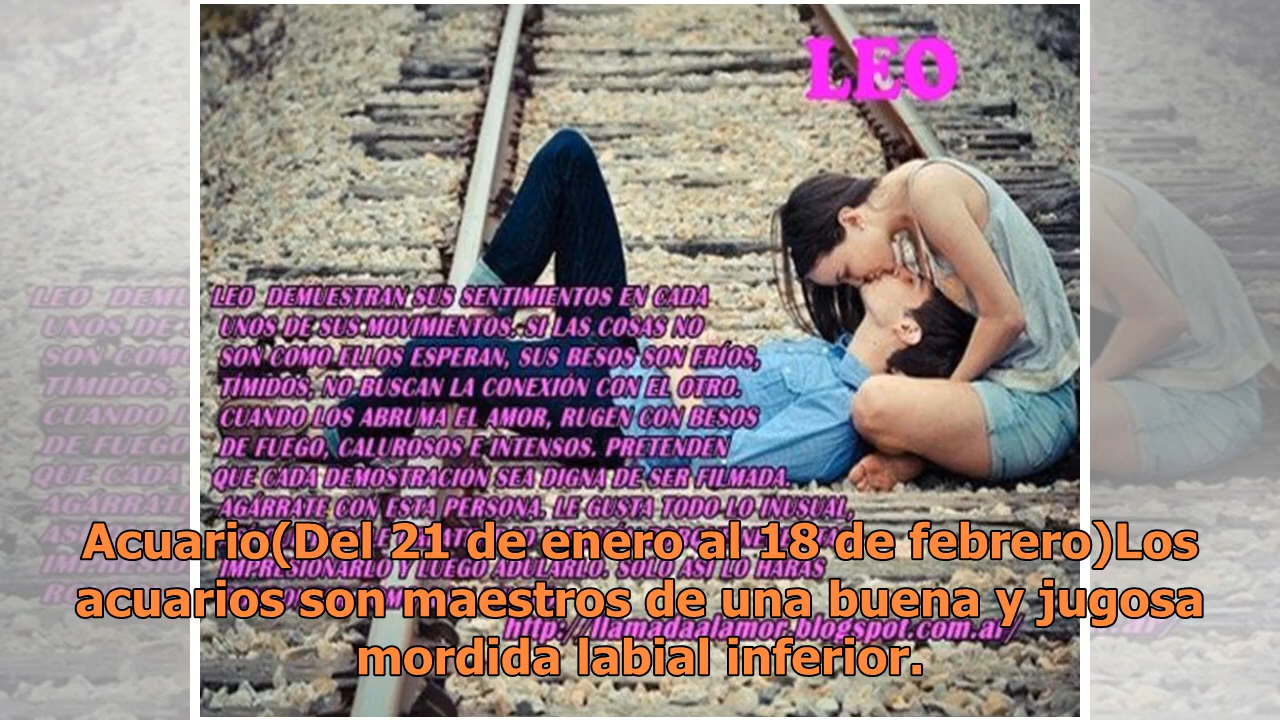 LEO
LEO DEMUESTRAN SUS SENTIMIENTOS EN CADA
UNOS DE SUS MOVIMIENTOS. SI LAS COSAS NO
SON COMO ELLOS ESPERAN, SUS BESOS SON FRÍOS,
TÍMIDOS, NO BUSCAN LA CONEXIÓN CON EL OTRO.
CUANDO LOS ABRUMA EL AMOR, RUGEN CON BESOS
DE FUEGO, CALUROSOS E INTENSOS. PRETENDEN
QUE CADA DEMOSTRACIÓN SEA DIGNA DE SER FILMADA.
AGÁRRATE CON ESTA PERSONA. LE GUSTA TODO LO INUSUAL,
IMPRESIONARLO Y LUEGO ADULARLO. SOLO ASÍ LO HARÁS
http://llamadaalamor.blogspot.com.ar/
Acuario(Del 21 de enero al 18 de febrero)Los
acuarios son maestros de una buena y jugosa
mordida labial inferior.